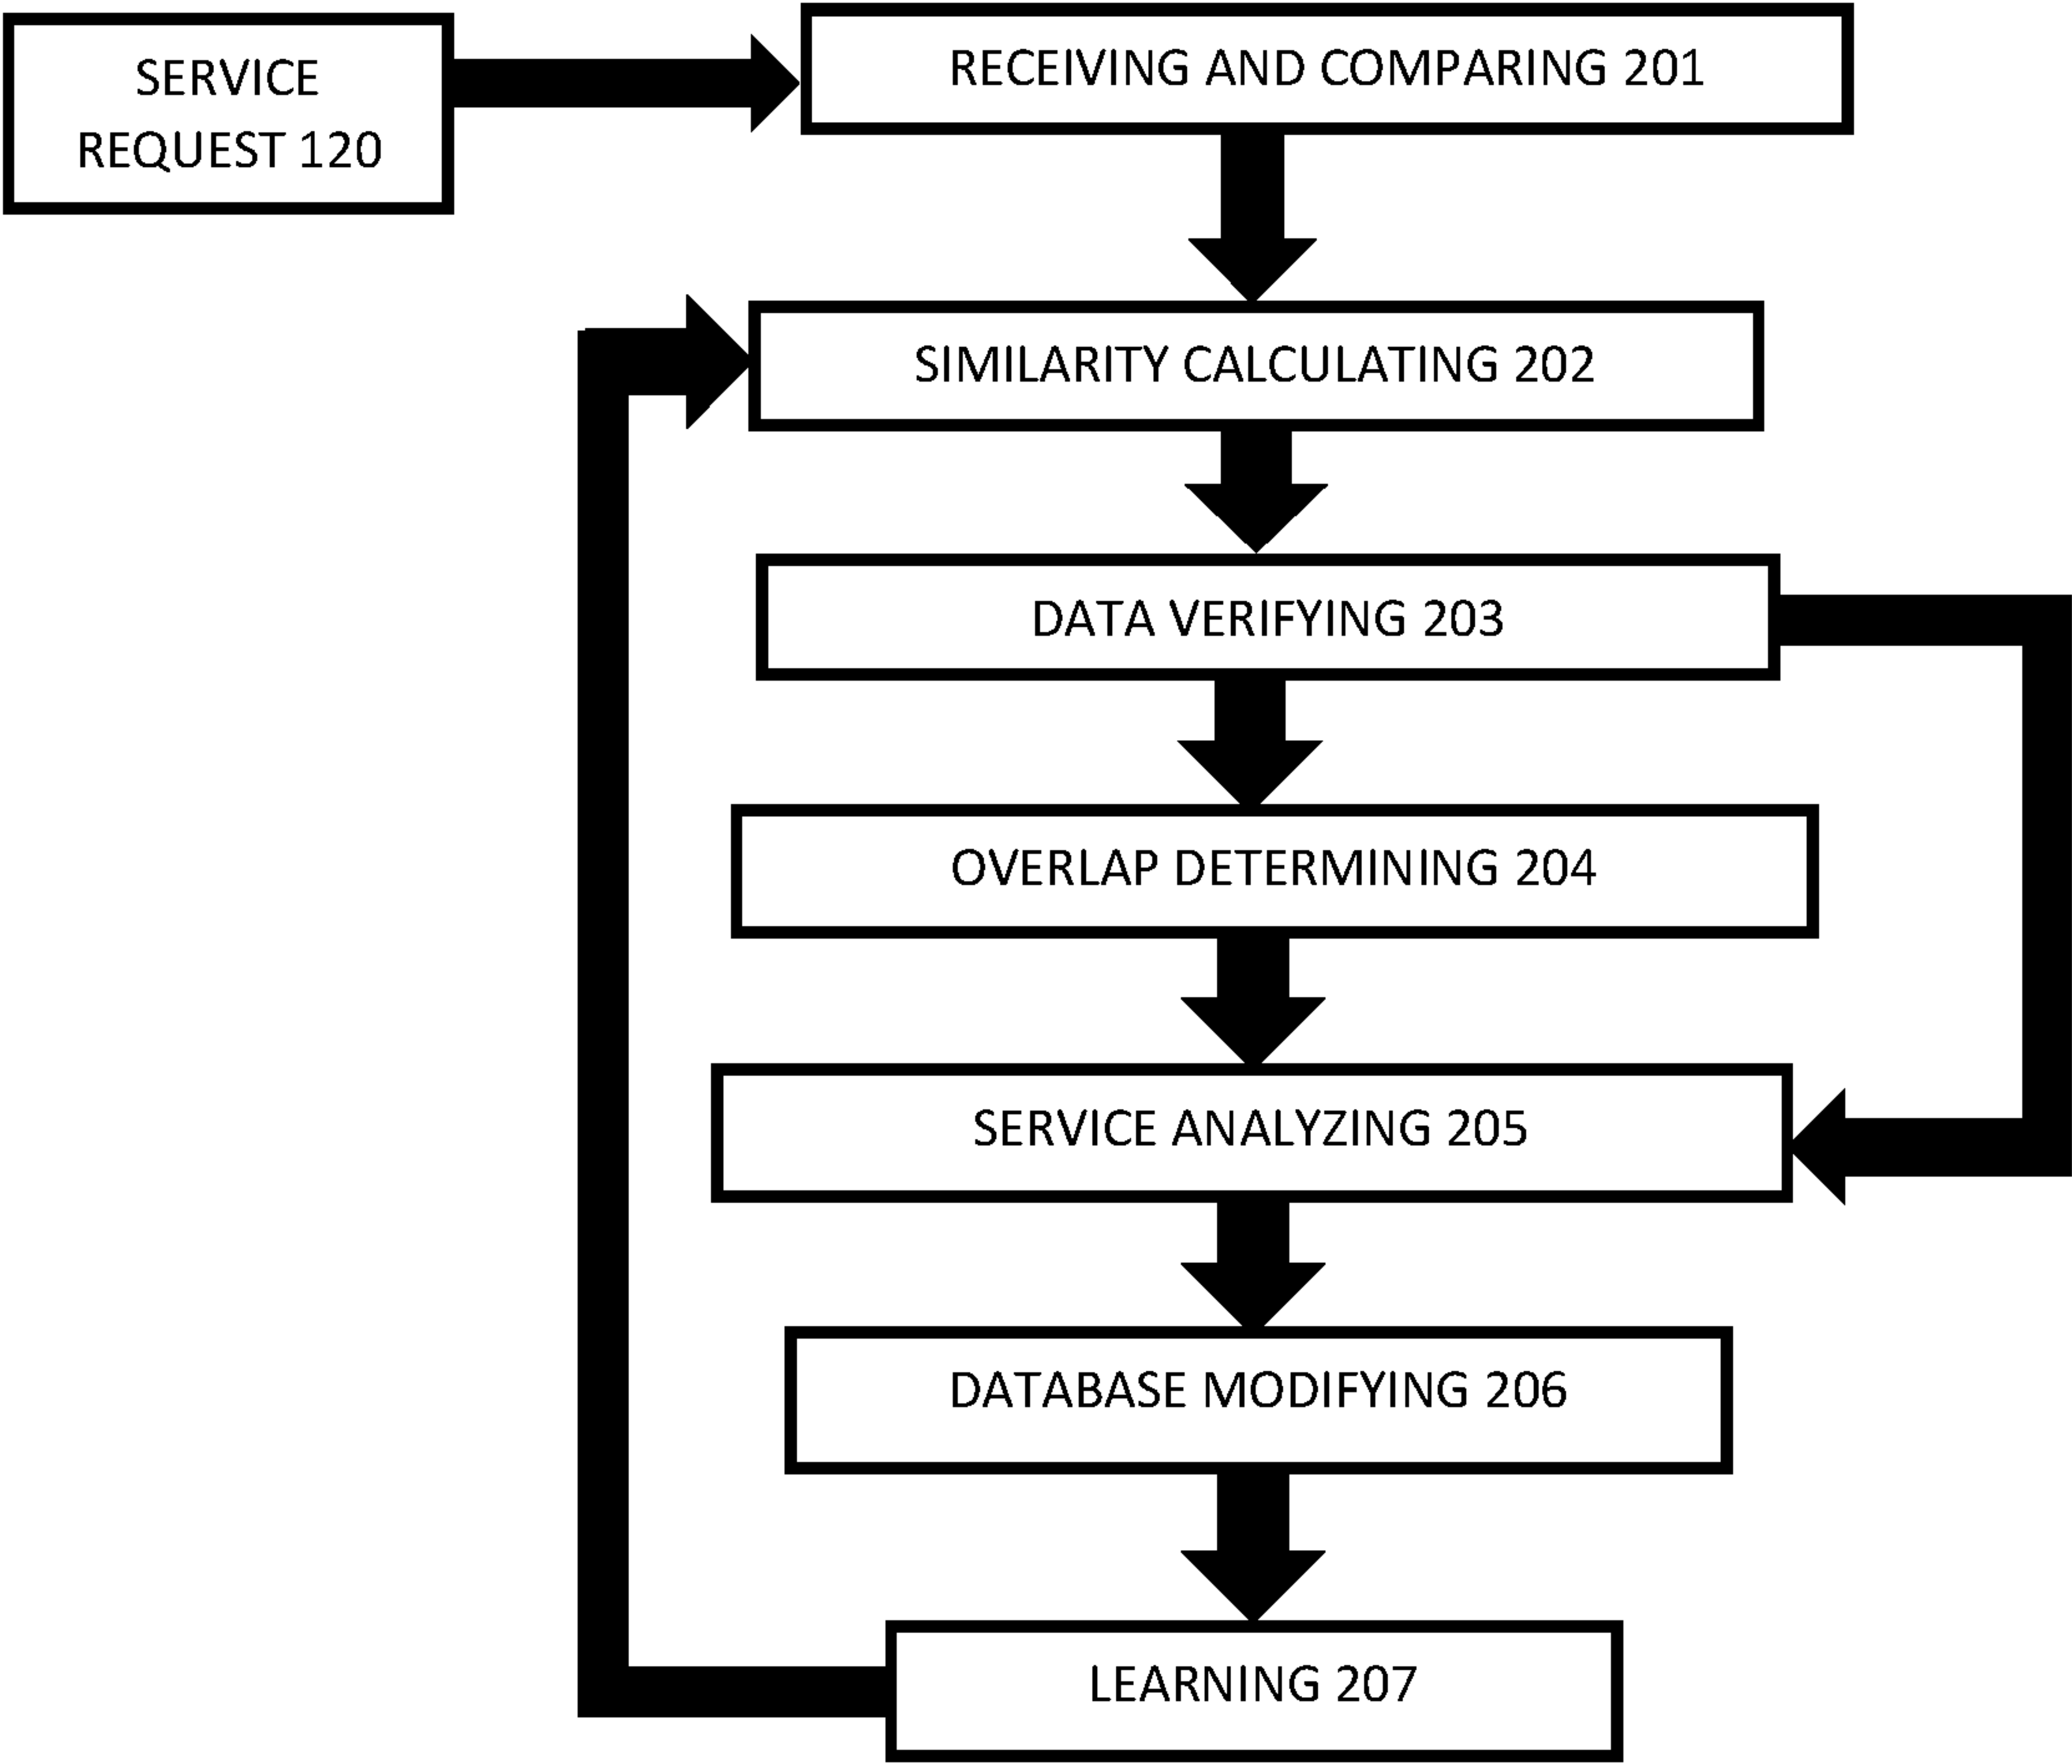 SERVICE
REQUEST 120
RECEIVING AND COMPARING 201
SIMILARITY CALCULATING 202
DATA VERIFYING 203
OVERLAP DETERMINING 204
SERVICE ANALYZING 205
DATABASE MODIFYING 206
LEARNING 207